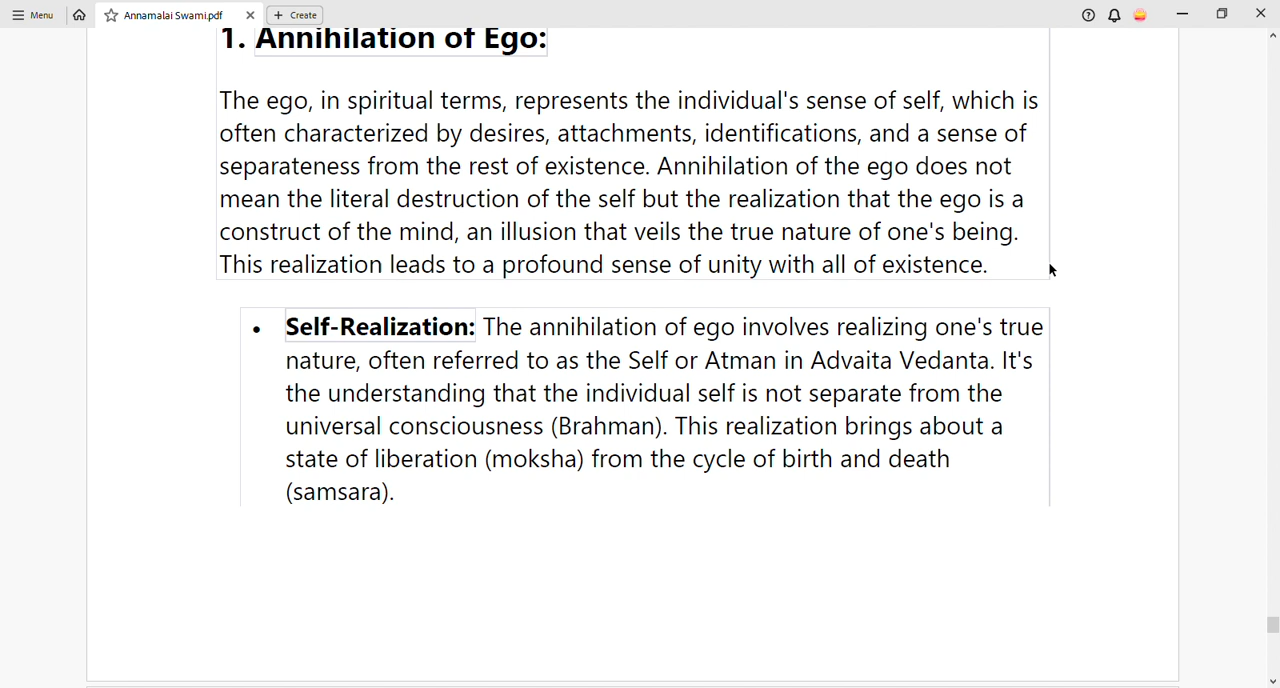 Menu
Annamalai Swami.pdf
Create
1. Annihilation of Ego:
The ego, in spiritual terms, represents the individual's sense of self, which is
often characterized by desires, attachments, identifications, and a sense of
separateness from the rest of existence. Annihilation of the ego does not
mean the literal destruction of the self but the realization that the ego is a
construct of the mind, an illusion that veils the true nature of one's being.
This realization leads to a profound sense of unity with all of existence.
• Self-Realization: The annihilation of ego involves realizing one's true
nature, often referred to as the Self or Atman in Advaita Vedanta. It's
the understanding that the individual self is not separate from the
universal consciousness (Brahman). This realization brings about a
state of liberation (moksha) from the cycle of birth and death
(samsara).